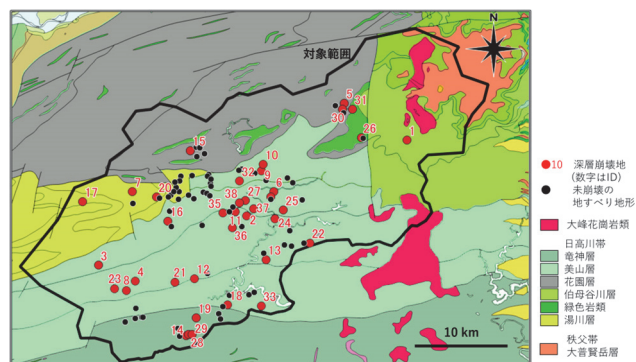 N
対象範囲
5
31
30
26
1
15
10
9
32
6
7
20
17
38
27
25
35
37
16
11
2
24
36
22
13
3
4
21
12
23
8
18
33
19
14
29
28
10 km
10 深層崩壊地
(数字はID)
未崩壊の
地すべり地形
大峰花崗岩類
日高川帯
竜神層
美山層
花園層
伯母谷川層
緑色岩類
湯川層
秩父帯
大普賢岳層